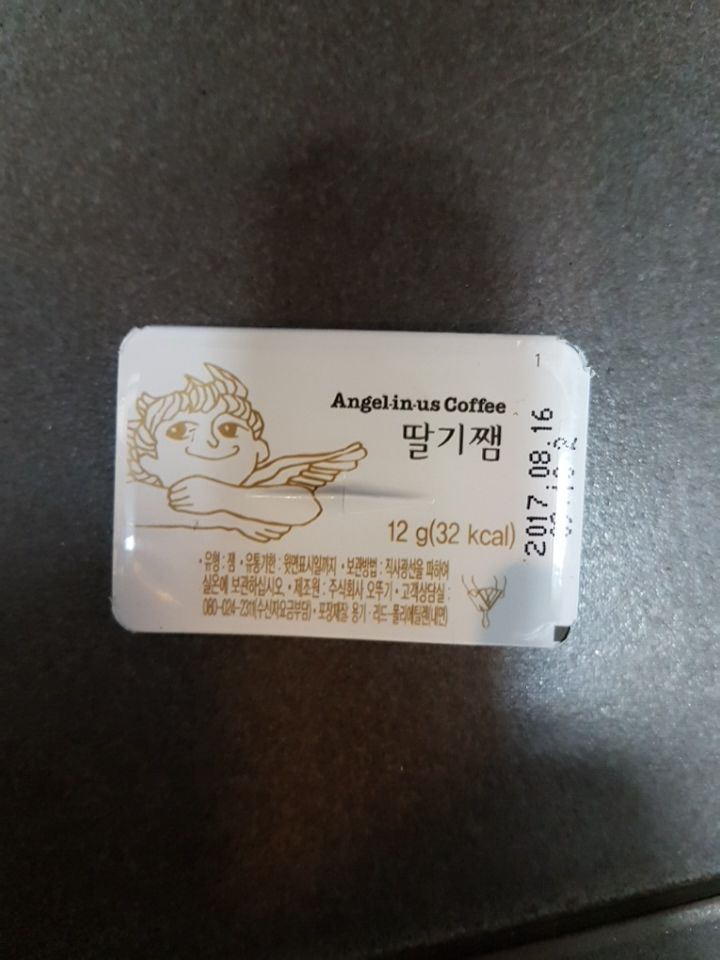 1
Angel-in-us Coffee
딸기쨈
12 g(32 kcal)
2017.08.16
• 유형 : 잼 • 유통기한 : 윗면표시일까지 • 보관방법 : 직사광선을 피하여
실온에 보관하십시오 • 제조원 : 주식회사 오뚜기 • 고객상담실 :
080-024-2311(수신자요금부담) • 포장재질 용기 · 리드-폴리에틸렌(내면)